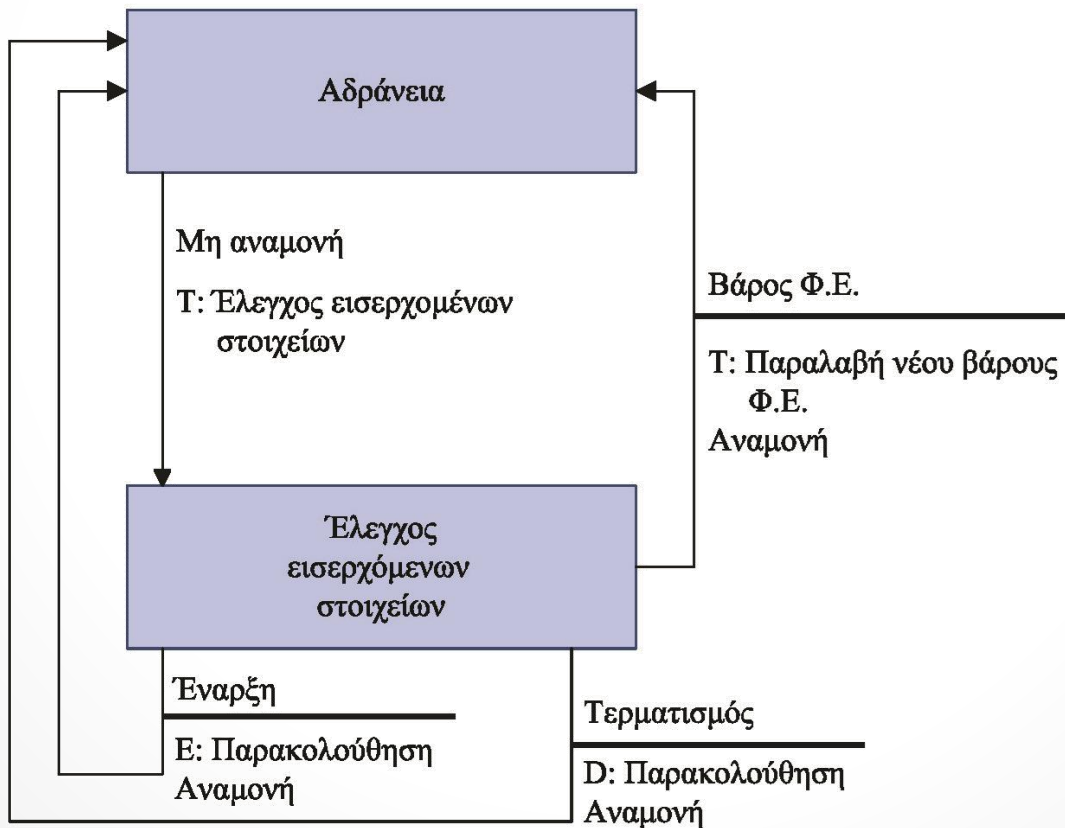 Αδράνεια
Μη αναμονή
Τ: Έλεγχος εισερχομένων
στοιχείων
Βάρος Φ.Ε.
Τ: Παραλαβή νέου βάρους
Φ.Ε.
Αναμονή
Έλεγχος
εισερχόμενων
στοιχείων
Έναρξη
Ε: Παρακολούθηση
Αναμονή
Τερματισμός
D: Παρακολούθηση
Αναμονή